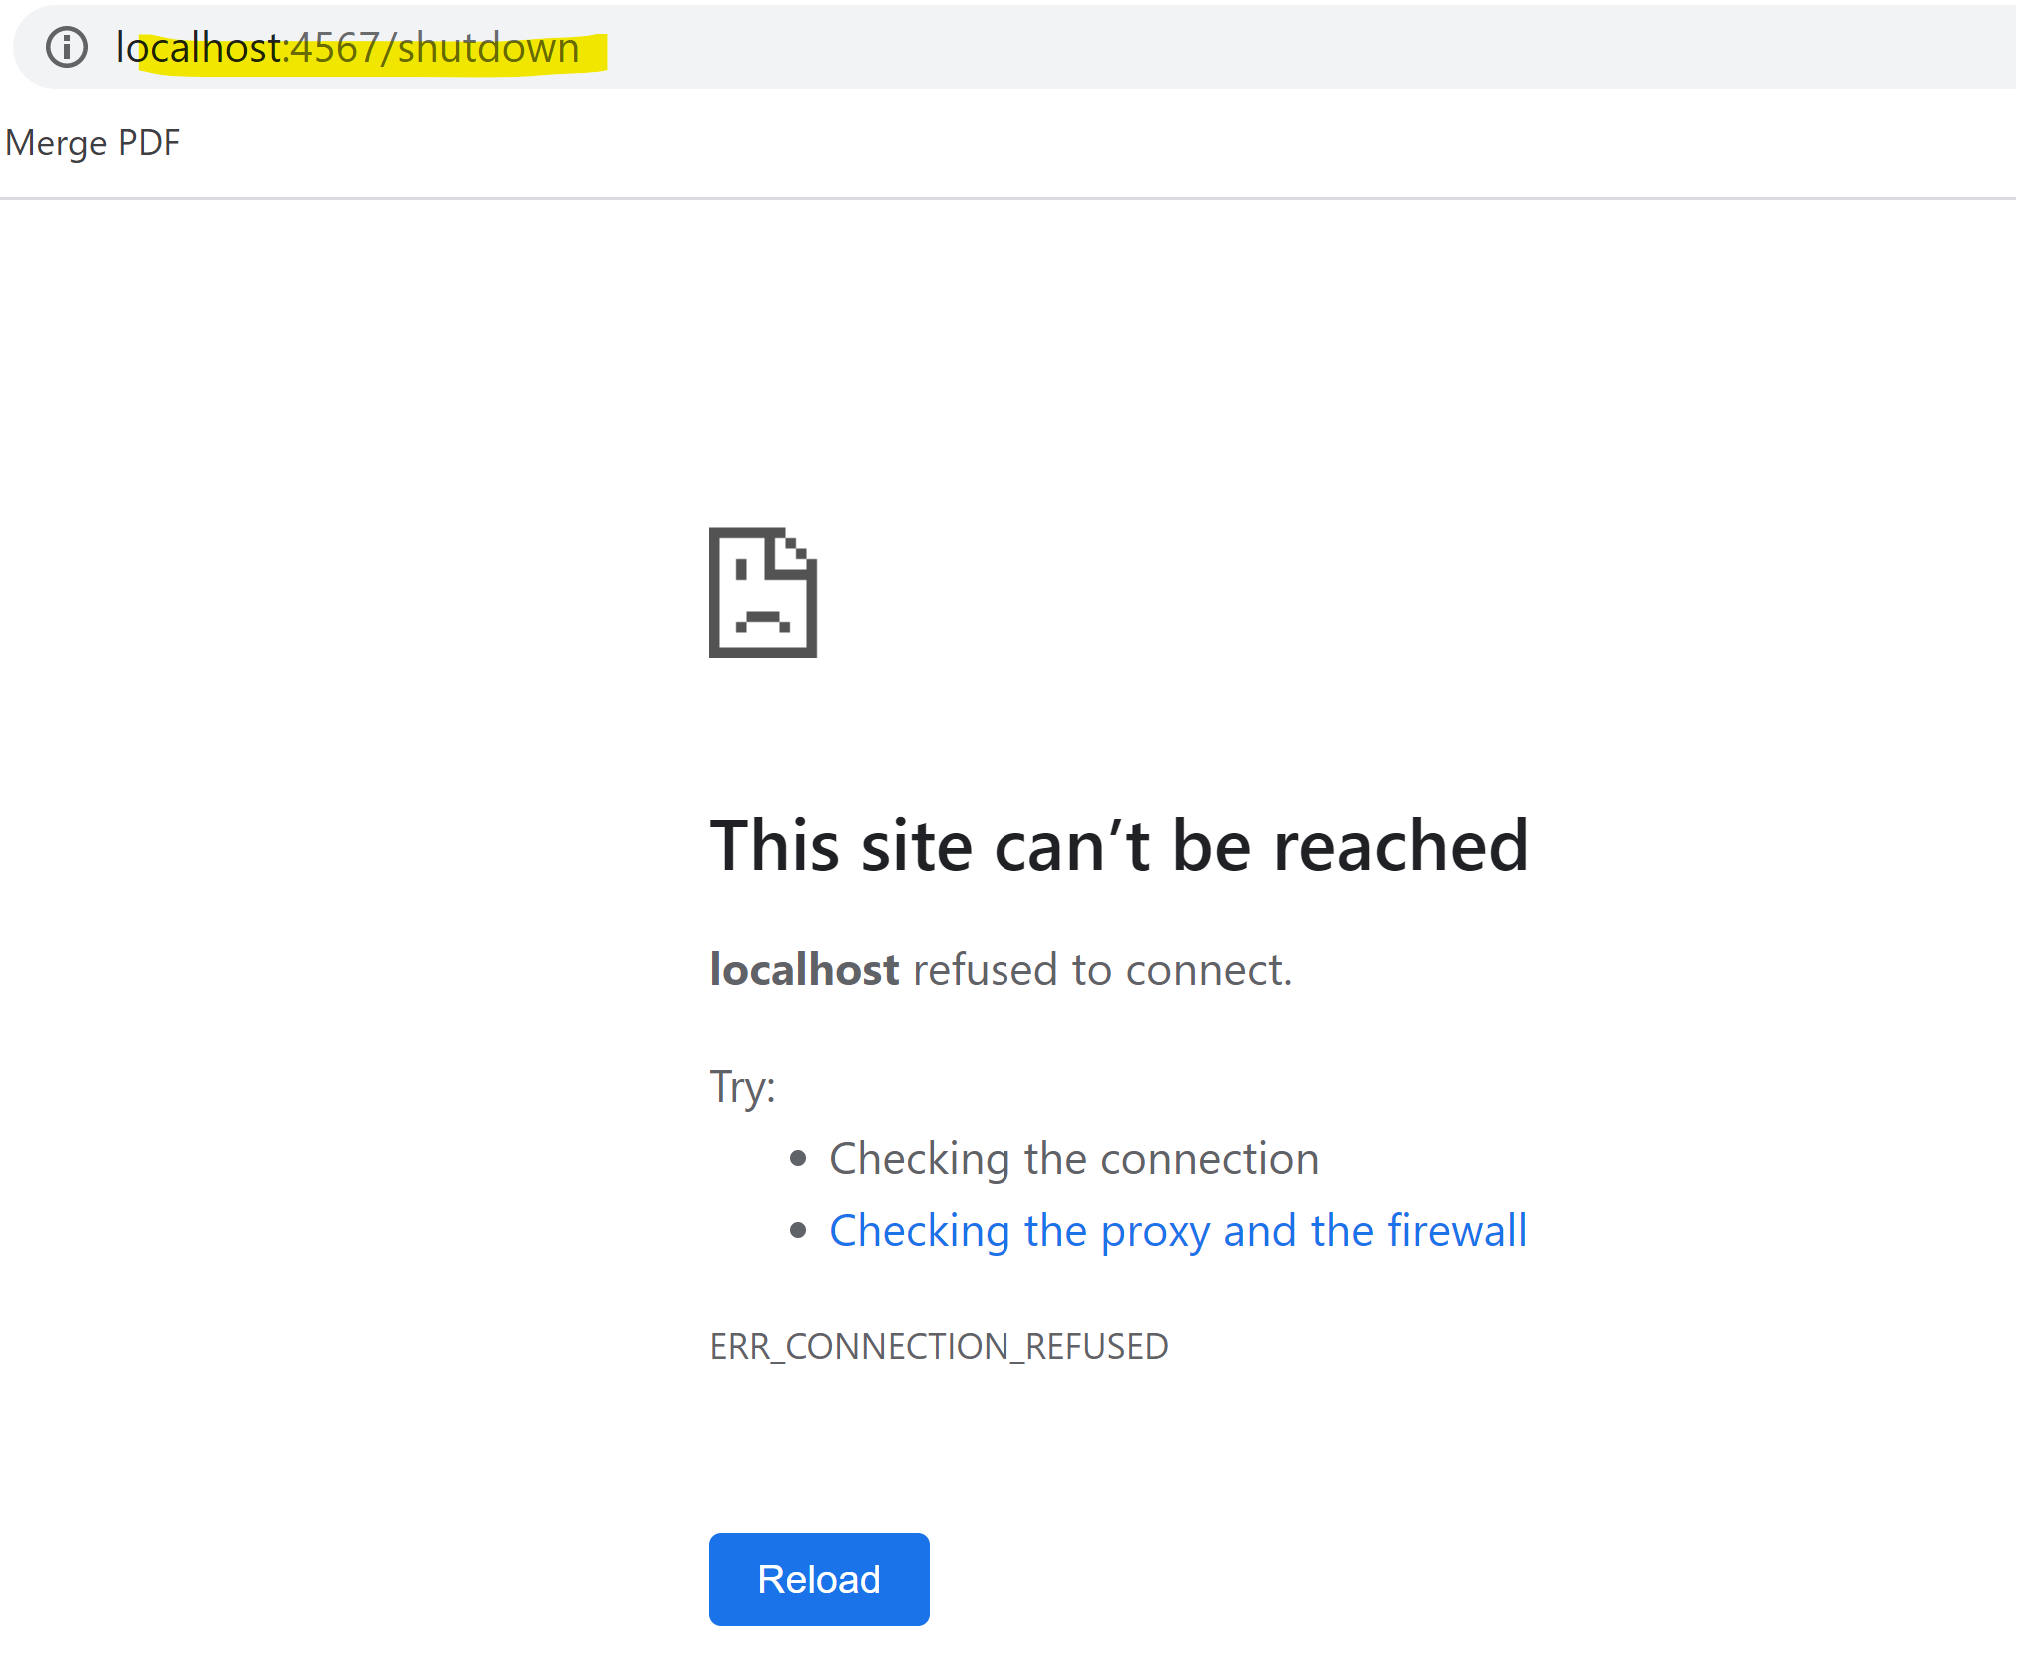 localhost:4567/shutdown
Merge PDF
This site can’t be reached
localhost refused to connect.
Try:
Checking the connection
Checking the proxy and the firewall
ERR_CONNECTION_REFUSED
Reload